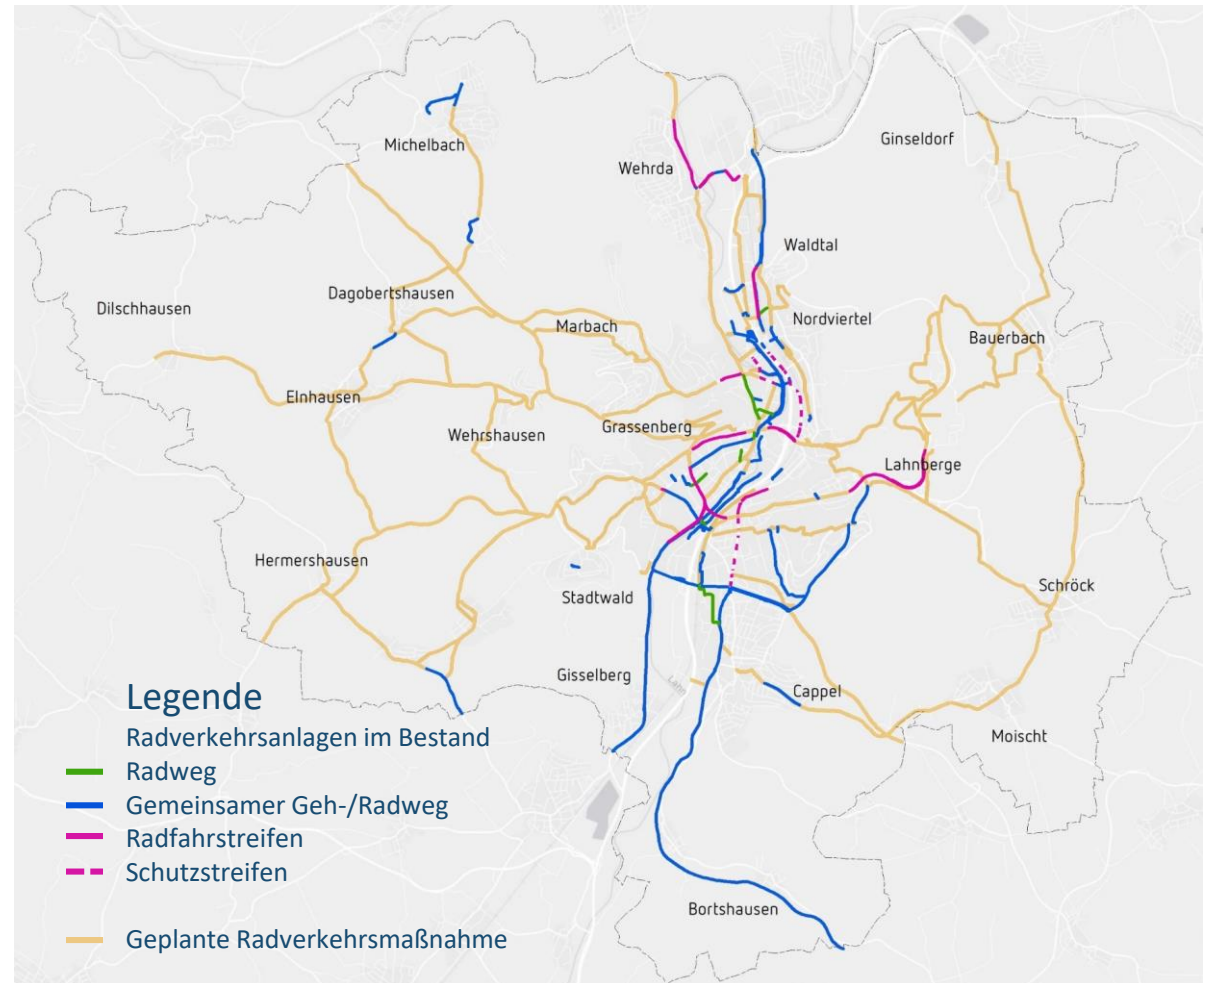 Ginseldorf
Michelbach
Wehrda
Waldtal
Dagobertshausen
Dilschhausen
Nordviertel
Marbach
Bauerbach
Elnhausen
Grassenberg
Wehrshausen
Lahnberge
Hermershausen
Schröck
Stadtwald
Gisselberg
Lahn
Cappel
Moischt
Bortshausen
Legende
Radverkehrsanlagen im Bestand
Radweg
Gemeinsamer Geh-/Radweg
Radfahrstreifen
Schutzstreifen
Geplante Radverkehrsmaßnahme